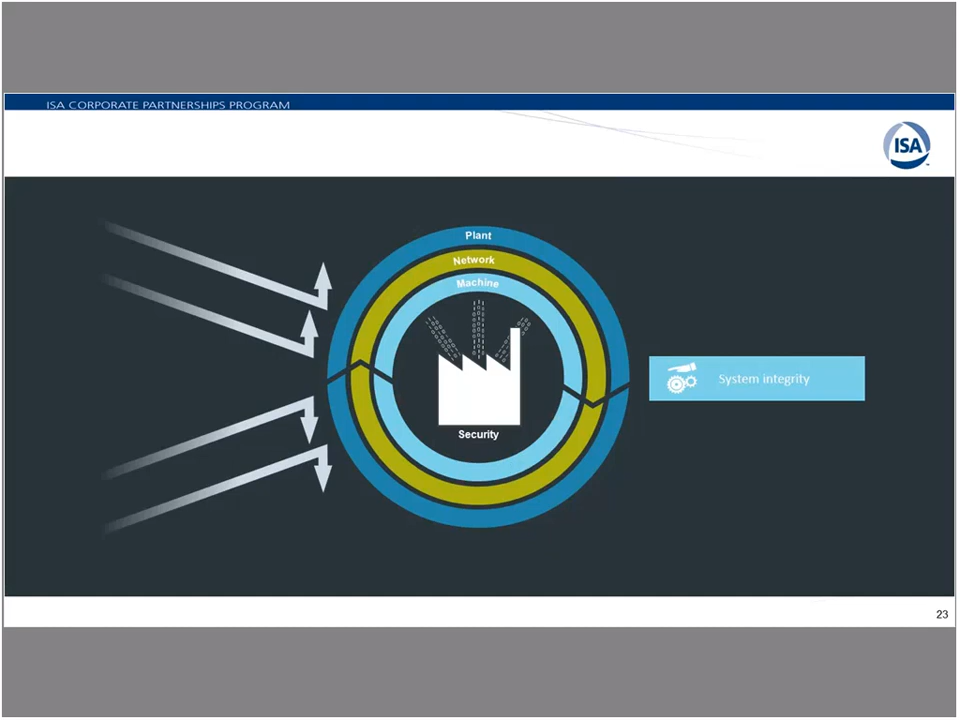 ISA CORPORATE PARTNERSHIPS PROGRAM
ISA
Plant
Network
Machine
System integrity
Security
23